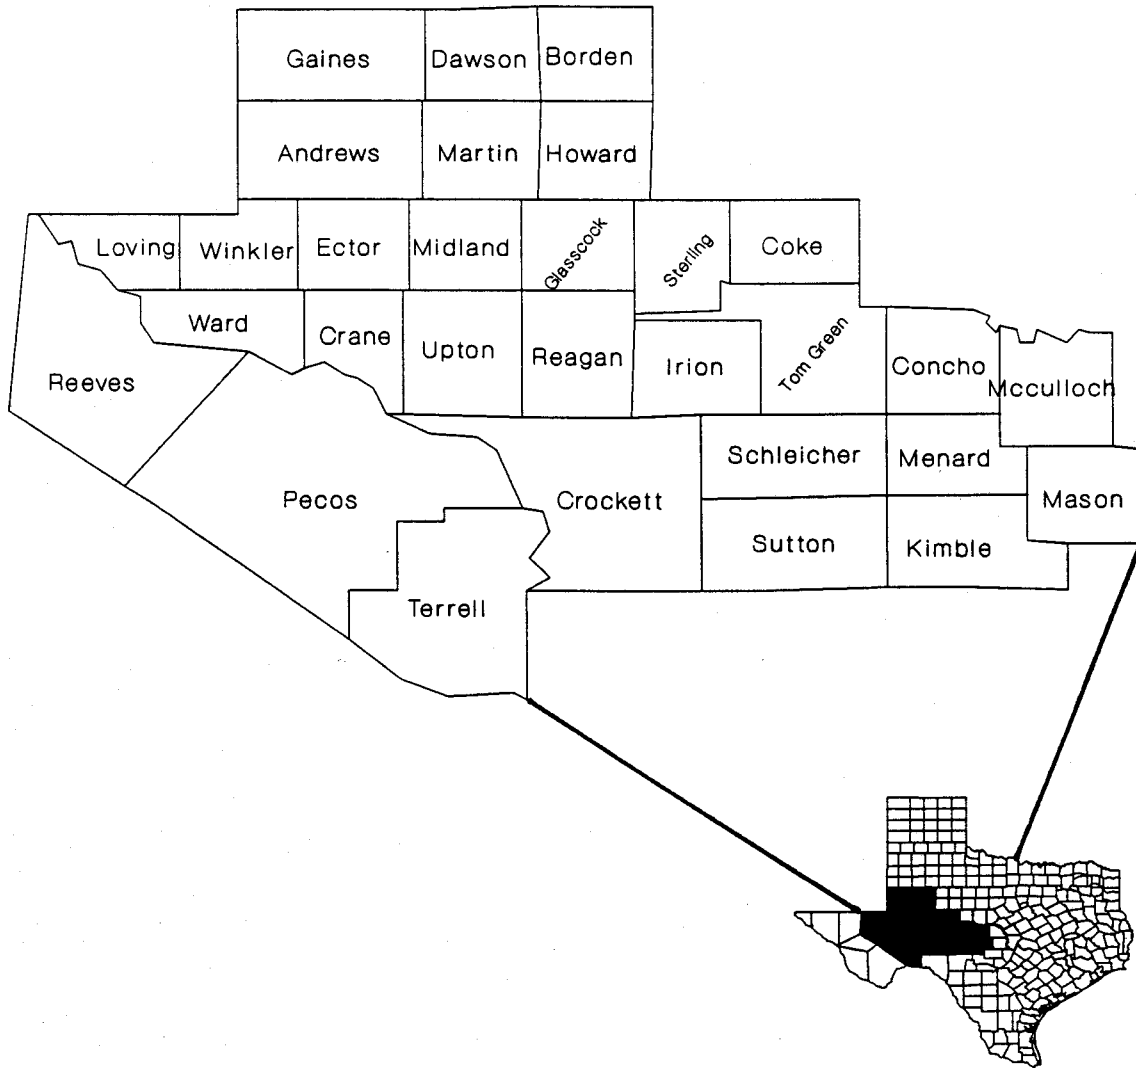 Gaines
Dawson
Borden
Andrews
Martin
Howard
Loving
Winkler
Ector
Midland
Glasscock
Sterling
Coke
Ward
Crane
Upton
Reagan
Irion
Tom Green
Concho
Mcculloch
Reeves
Pecos
Crockett
Schleicher
Menard
Mason
Sutton
Kimble
Terrell